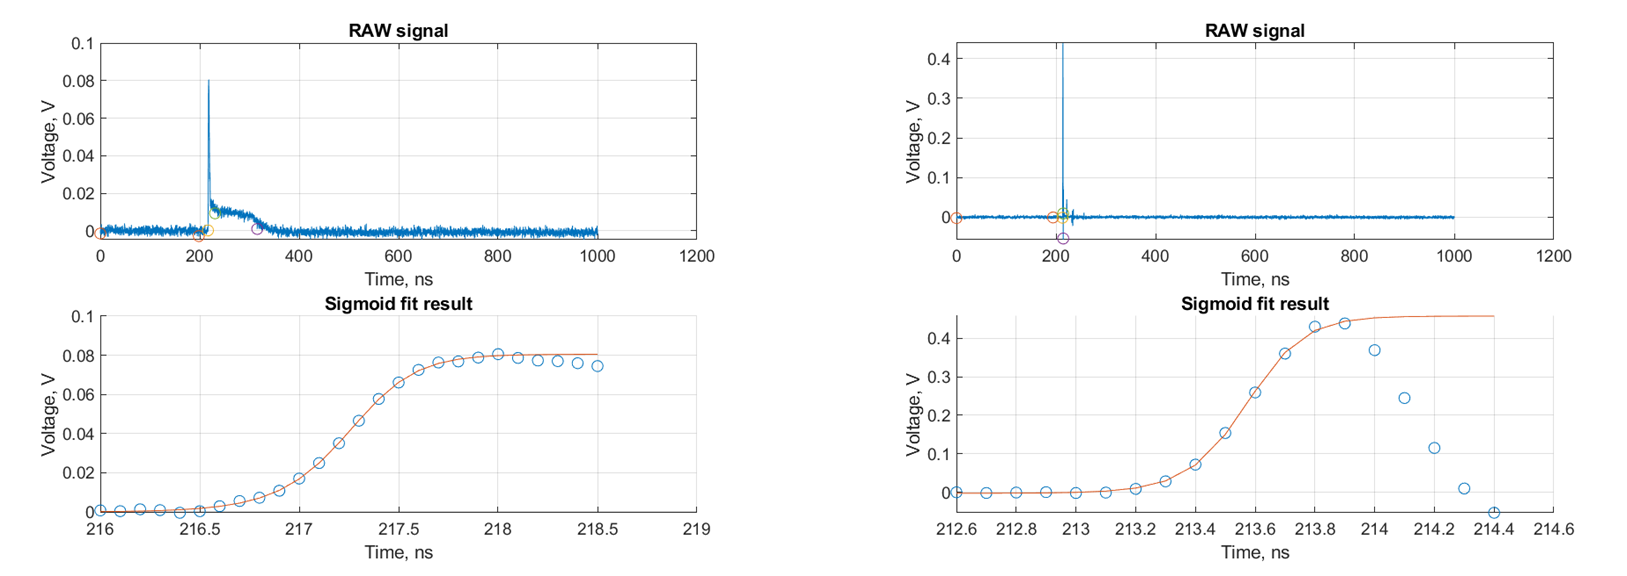 RAW signal
0.1
0.08
0.06
0.04
0.02
0
Voltage, V
0 200 400 600 800 1000 1200
Time, ns
RAW signal
0.4
0.3
0.2
0.1
0
Voltage, V
0 200 400 600 800 1000 1200
Time, ns
Sigmoid fit result
0.1
0.08
0.06
0.04
0.02
0
Voltage, V
216 216.5 217 217.5 218 218.5 219
Time, ns
Sigmoid fit result
0.4
0.3
0.2
0.1
0
Voltage, V
212.6 212.8 213 213.2 213.4 213.6 213.8 214 214.2 214.4 214.6
Time, ns